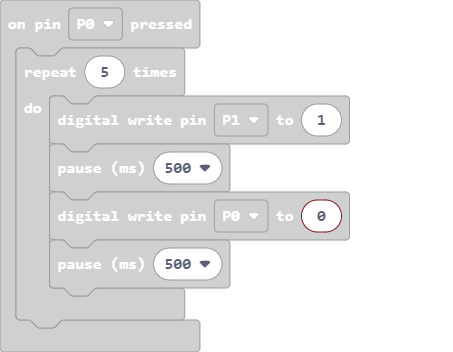 on pin P0 pressed
repeat 5 times
do
digital write pin P1 to 1
pause (ms) 500
digital write pin P0 to 0
pause (ms) 500